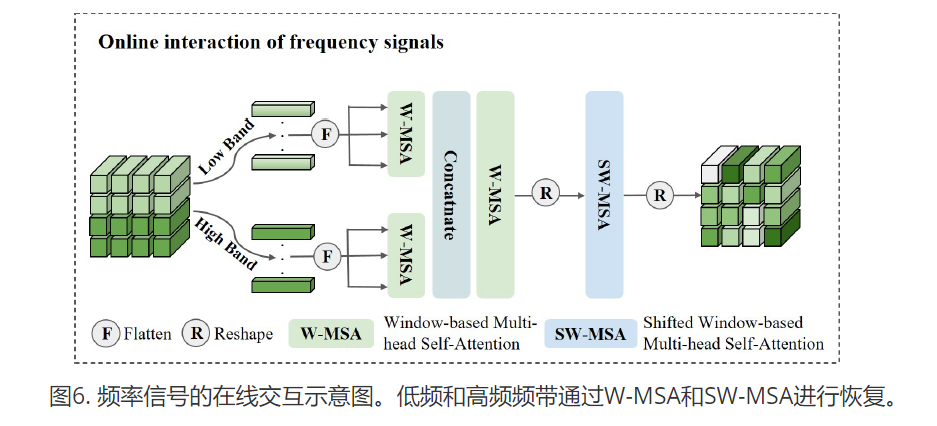 Online interaction of frequency signals
Low Band
F
W-MSA
High Band
F
W-MSA
Concatnate
W-MSA
R
SW-MSA
R
F Flatten
R Reshape
W-MSA
Window-based Multi-
head Self-Attention
SW-MSA
Shifted Window-based
Multi-head Self-Attention
图6. 频率信号的在线交互示意图。低频和高频频带通过W-MSA和SW-MSA进行恢复。